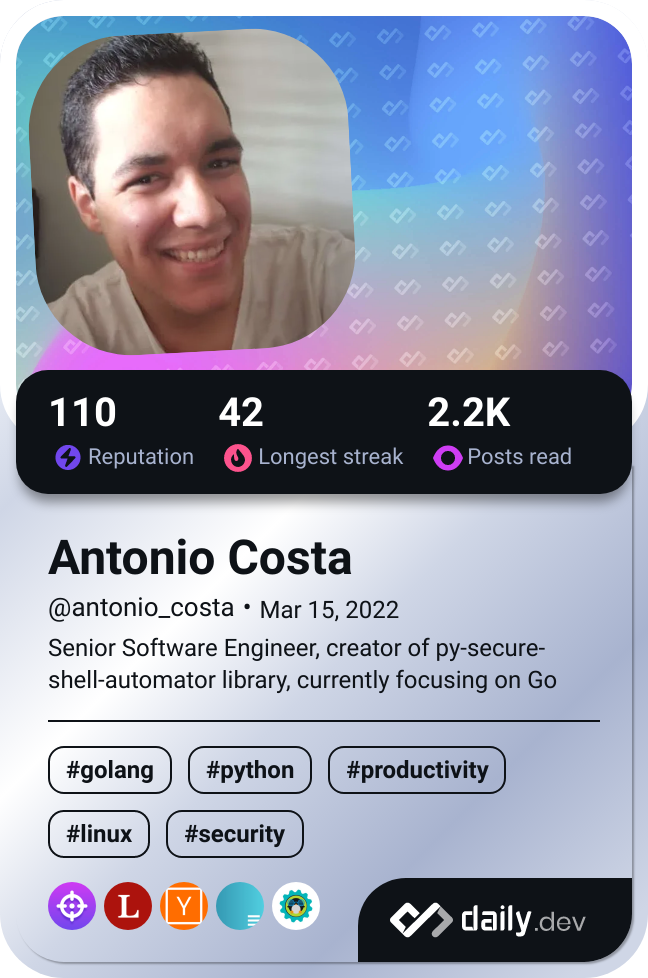 110 42 2.2K
Reputation Longest streak Posts read
Antonio Costa
@antonio_costa • Mar 15, 2022
Senior Software Engineer, creator of py-secure-
shell-automator library, currently focusing on Go
#golang #python #productivity
#linux #security
L Y
daily.dev